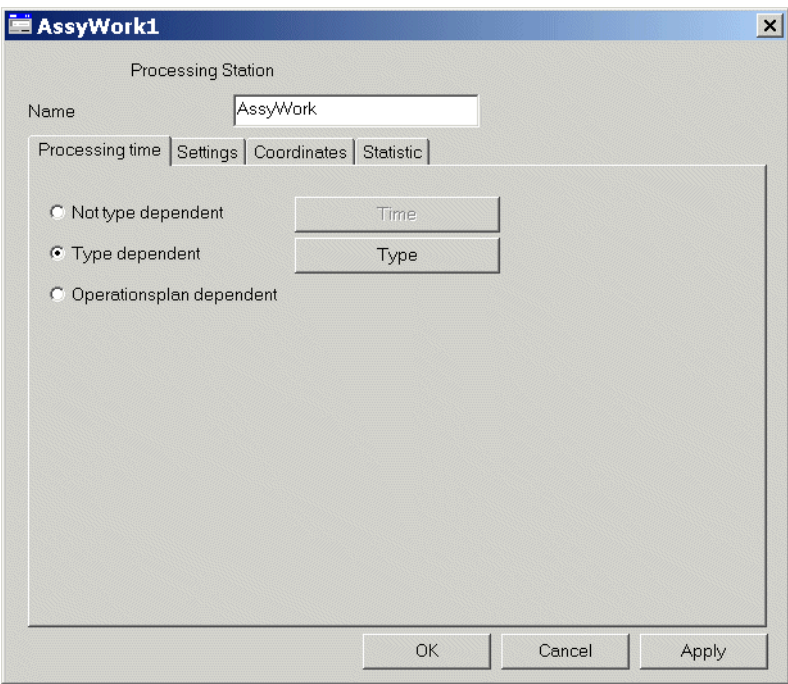 AssyWork1
Processing Station
Name AssyWork
Processing time Settings Coordinates Statistic
Not type dependent Time
Type dependent Type
Operationsplan dependent
OK Cancel Apply